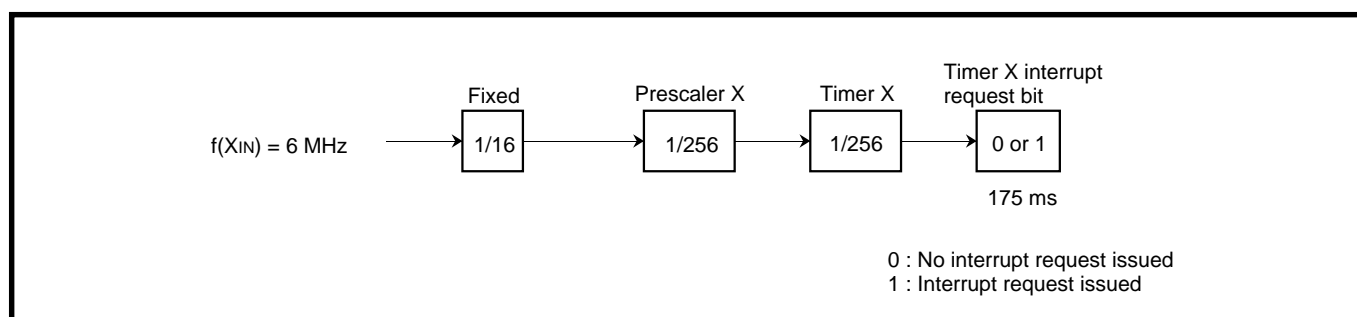 Timer X interrupt
request bit
Fixed
Prescaler X
Timer X
f(XIN) = 6 MHz
1/16
1/256
1/256
0 or 1
175 ms
0 : No interrupt request issued
1 : Interrupt request issued